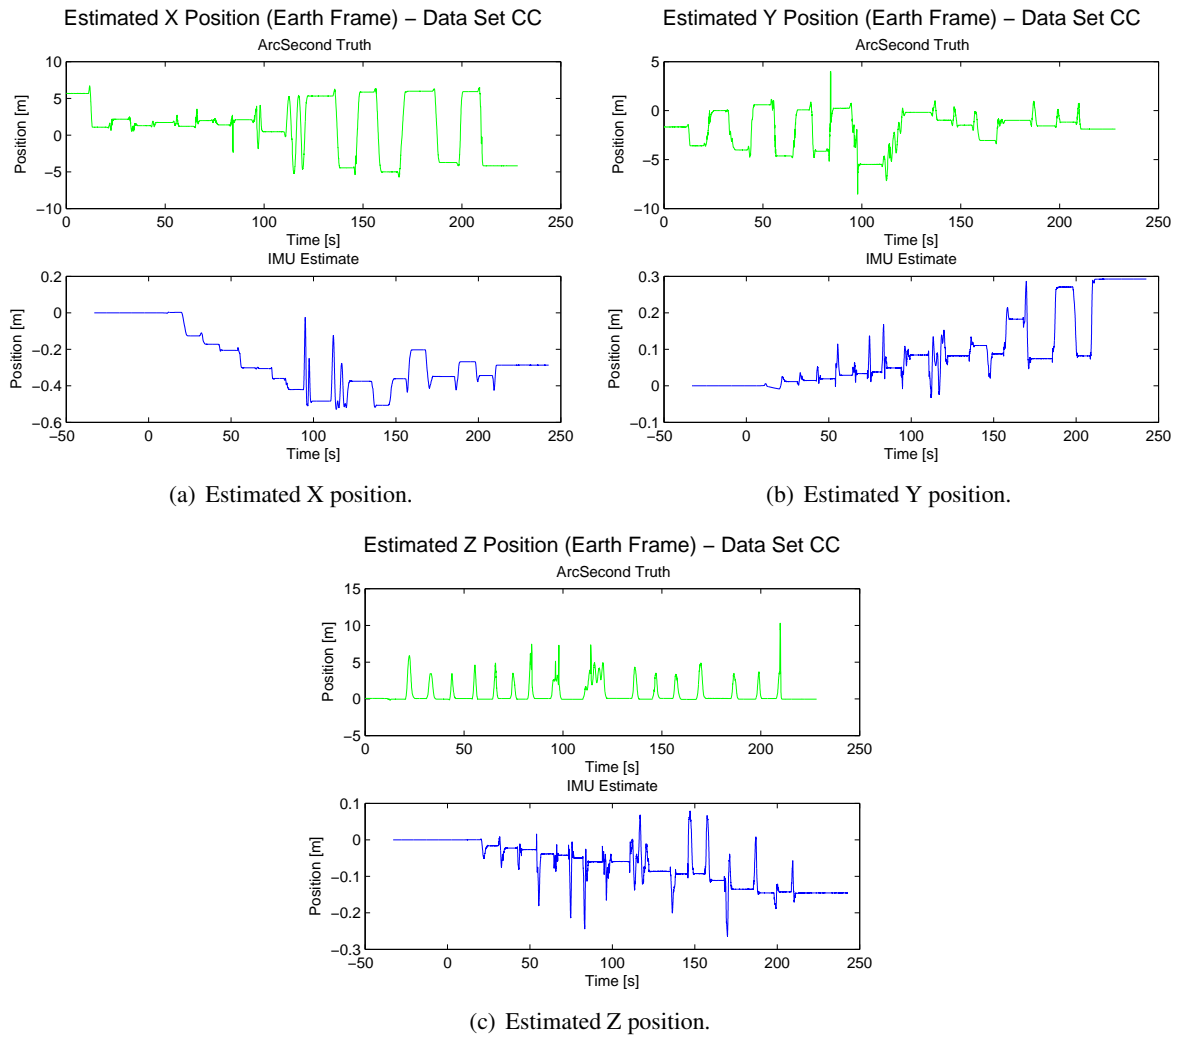 Estimated X Position (Earth Frame) − Data Set CC
ArcSecond Truth
10
5
0
−5
−10
Position [m]
0 50 100 150 200 250
Time [s]
IMU Estimate
0.2
0
−0.2
−0.4
−0.6
Position [m]
−50 0 50 100 150 200 250
Time [s]
(a) Estimated X position.
Estimated Y Position (Earth Frame) − Data Set CC
ArcSecond Truth
5
0
−5
−10
Position [m]
0 50 100 150 200 250
Time [s]
IMU Estimate
0.3
0.2
0.1
0
−0.1
Position [m]
−50 0 50 100 150 200 250
Time [s]
(b) Estimated Y position.
Estimated Z Position (Earth Frame) − Data Set CC
ArcSecond Truth
15
10
5
0
−5
Position [m]
0 50 100 150 200 250
Time [s]
IMU Estimate
0.1
0
−0.1
−0.2
−0.3
Position [m]
−50 0 50 100 150 200 250
Time [s]
(c) Estimated Z position.